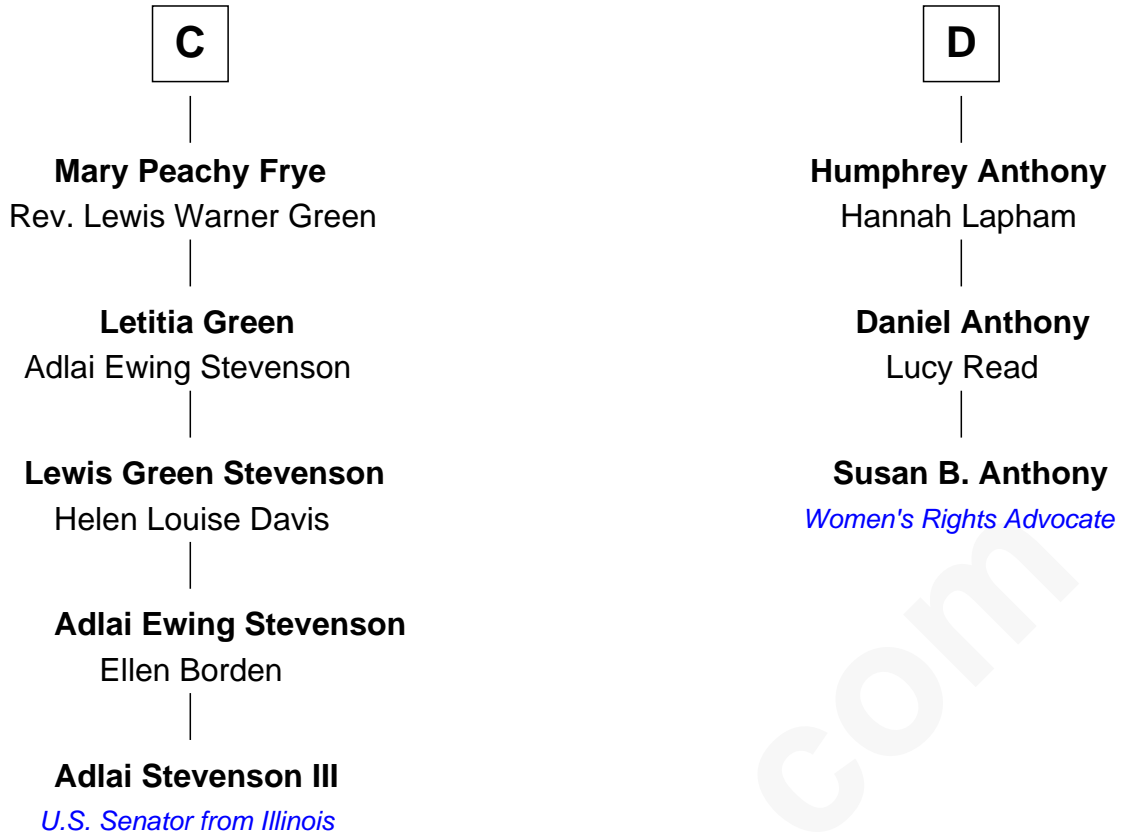 C
Mary Peachy Frye
Rev. Lewis Warner Green
Letitia Green
Adlai Ewing Stevenson
Lewis Green Stevenson
Helen Louise Davis
Adlai Ewing Stevenson
Ellen Borden
Adlai Stevenson III
U.S. Senator from Illinois
D
Humphrey Anthony
Hannah Lapham
Daniel Anthony
Lucy Read
Susan B. Anthony
Women's Rights Advocate
com